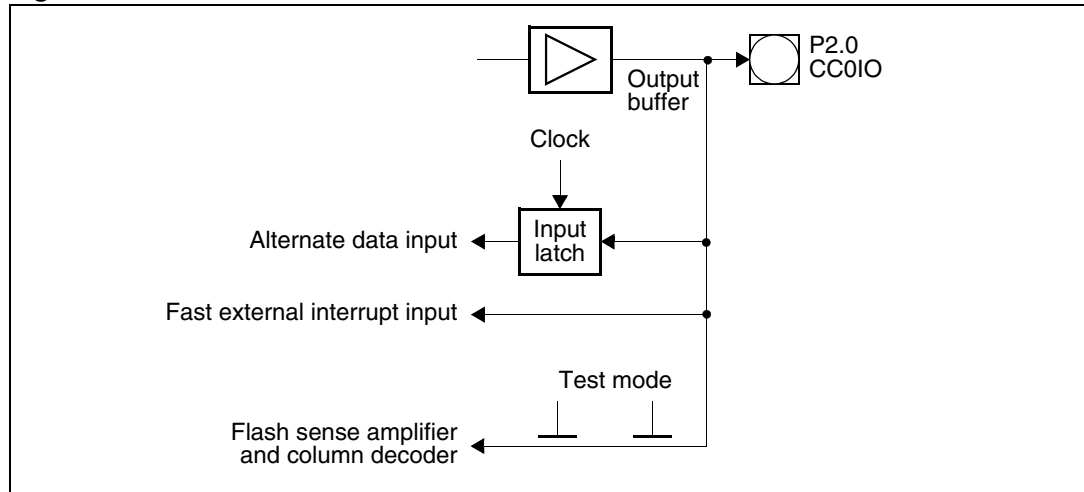 P2.0
CC0IO
Output
buffer
Clock
Input
latch
Alternate data input
Fast external interrupt input
Test mode
Flash sense amplifier
and column decoder